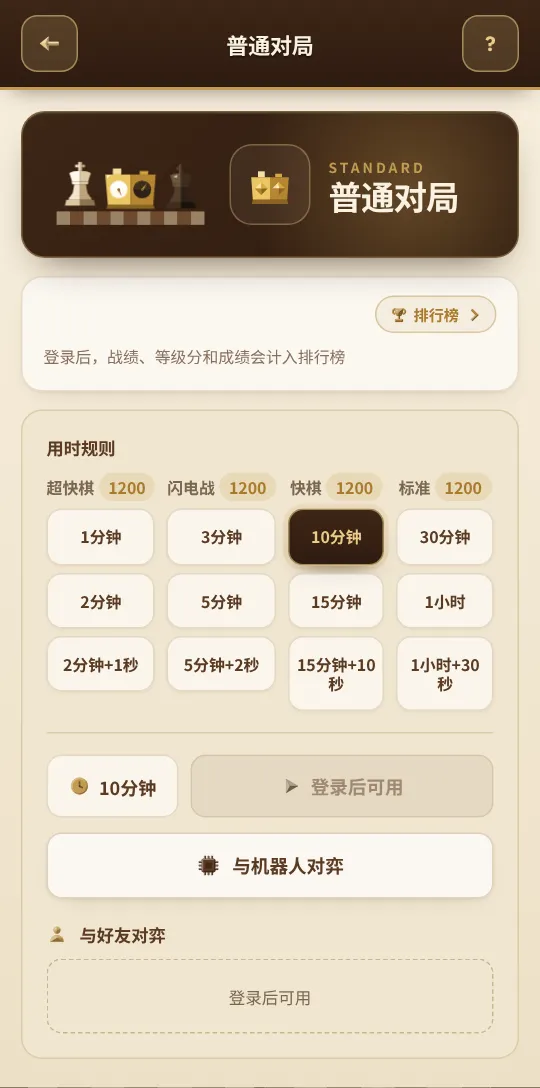 普通对局
?
STANDARD
普通对局
排行榜
登录后，战绩、等级分和成绩会计入排行榜
用时规则
超快棋 1200 闪电战 1200 快棋 1200 标准 1200
1分钟 3分钟 10分钟 30分钟
2分钟 5分钟 15分钟 1小时
2分钟+1秒 5分钟+2秒 15分钟+10秒 1小时+30秒
10分钟 登录后可用
与机器人对弈
与好友对弈
登录后可用